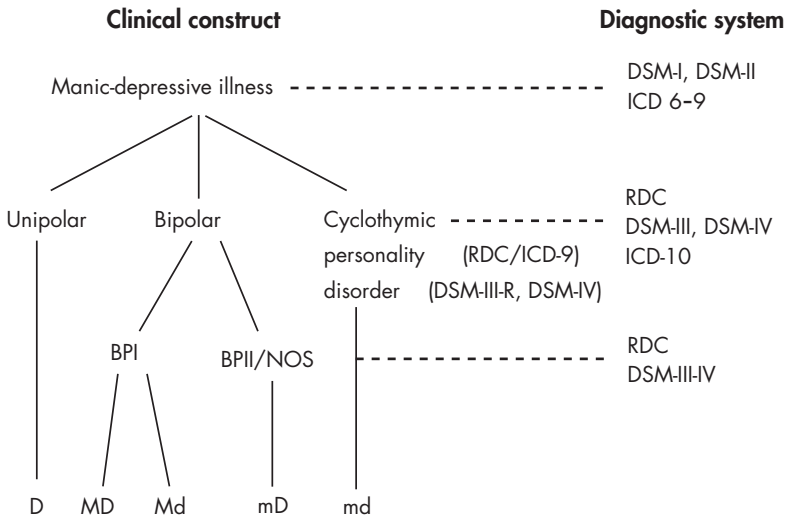 Clinical construct
Diagnostic system
Manic-depressive illness
DSM-I, DSM-II
ICD 6–9
Unipolar
Bipolar
Cyclothymic
personality (RDC/ICD-9)
disorder (DSM-III-R, DSM-IV)
RDC
DSM-III, DSM-IV
ICD-10
BPI
BPII/NOS
RDC
DSM-III-IV
D
MD
Md
mD
md